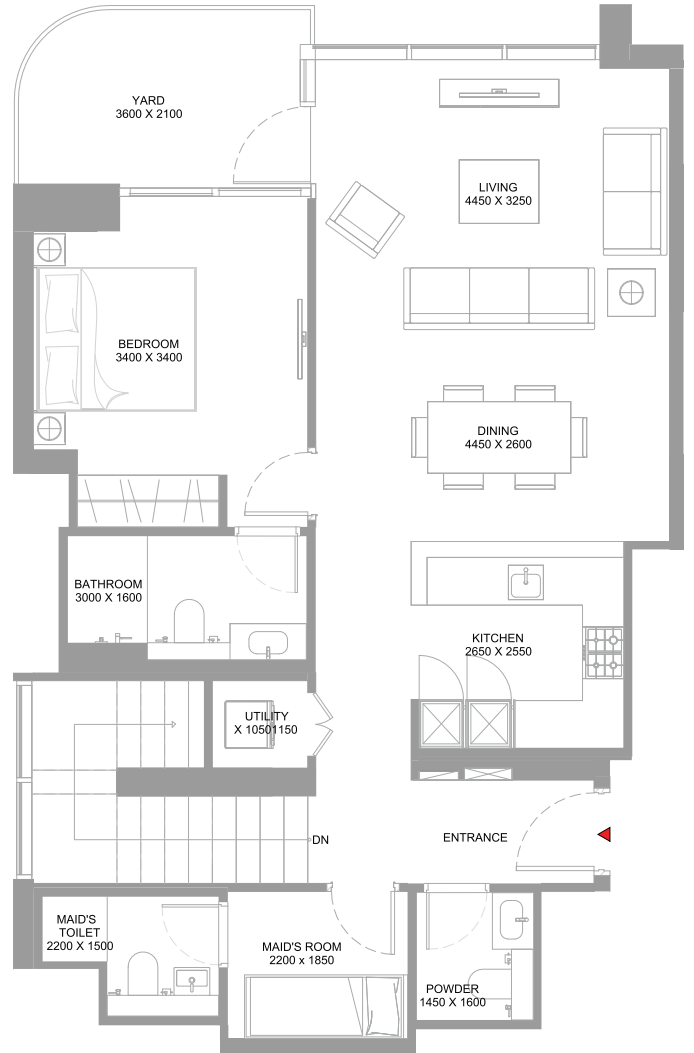 YARD
3600 X 2100
LIVING
4450 X 3250
BEDROOM
3400 X 3400
DINING
4450 X 2600
BATHROOM
3000 X 1600
KITCHEN
2650 X 2550
UTILITY
X 10501150
DN
ENTRANCE
MAID'S
TOILET
2200 X 1500
MAID'S ROOM
2200 x 1850
POWDER
1450 X 1600